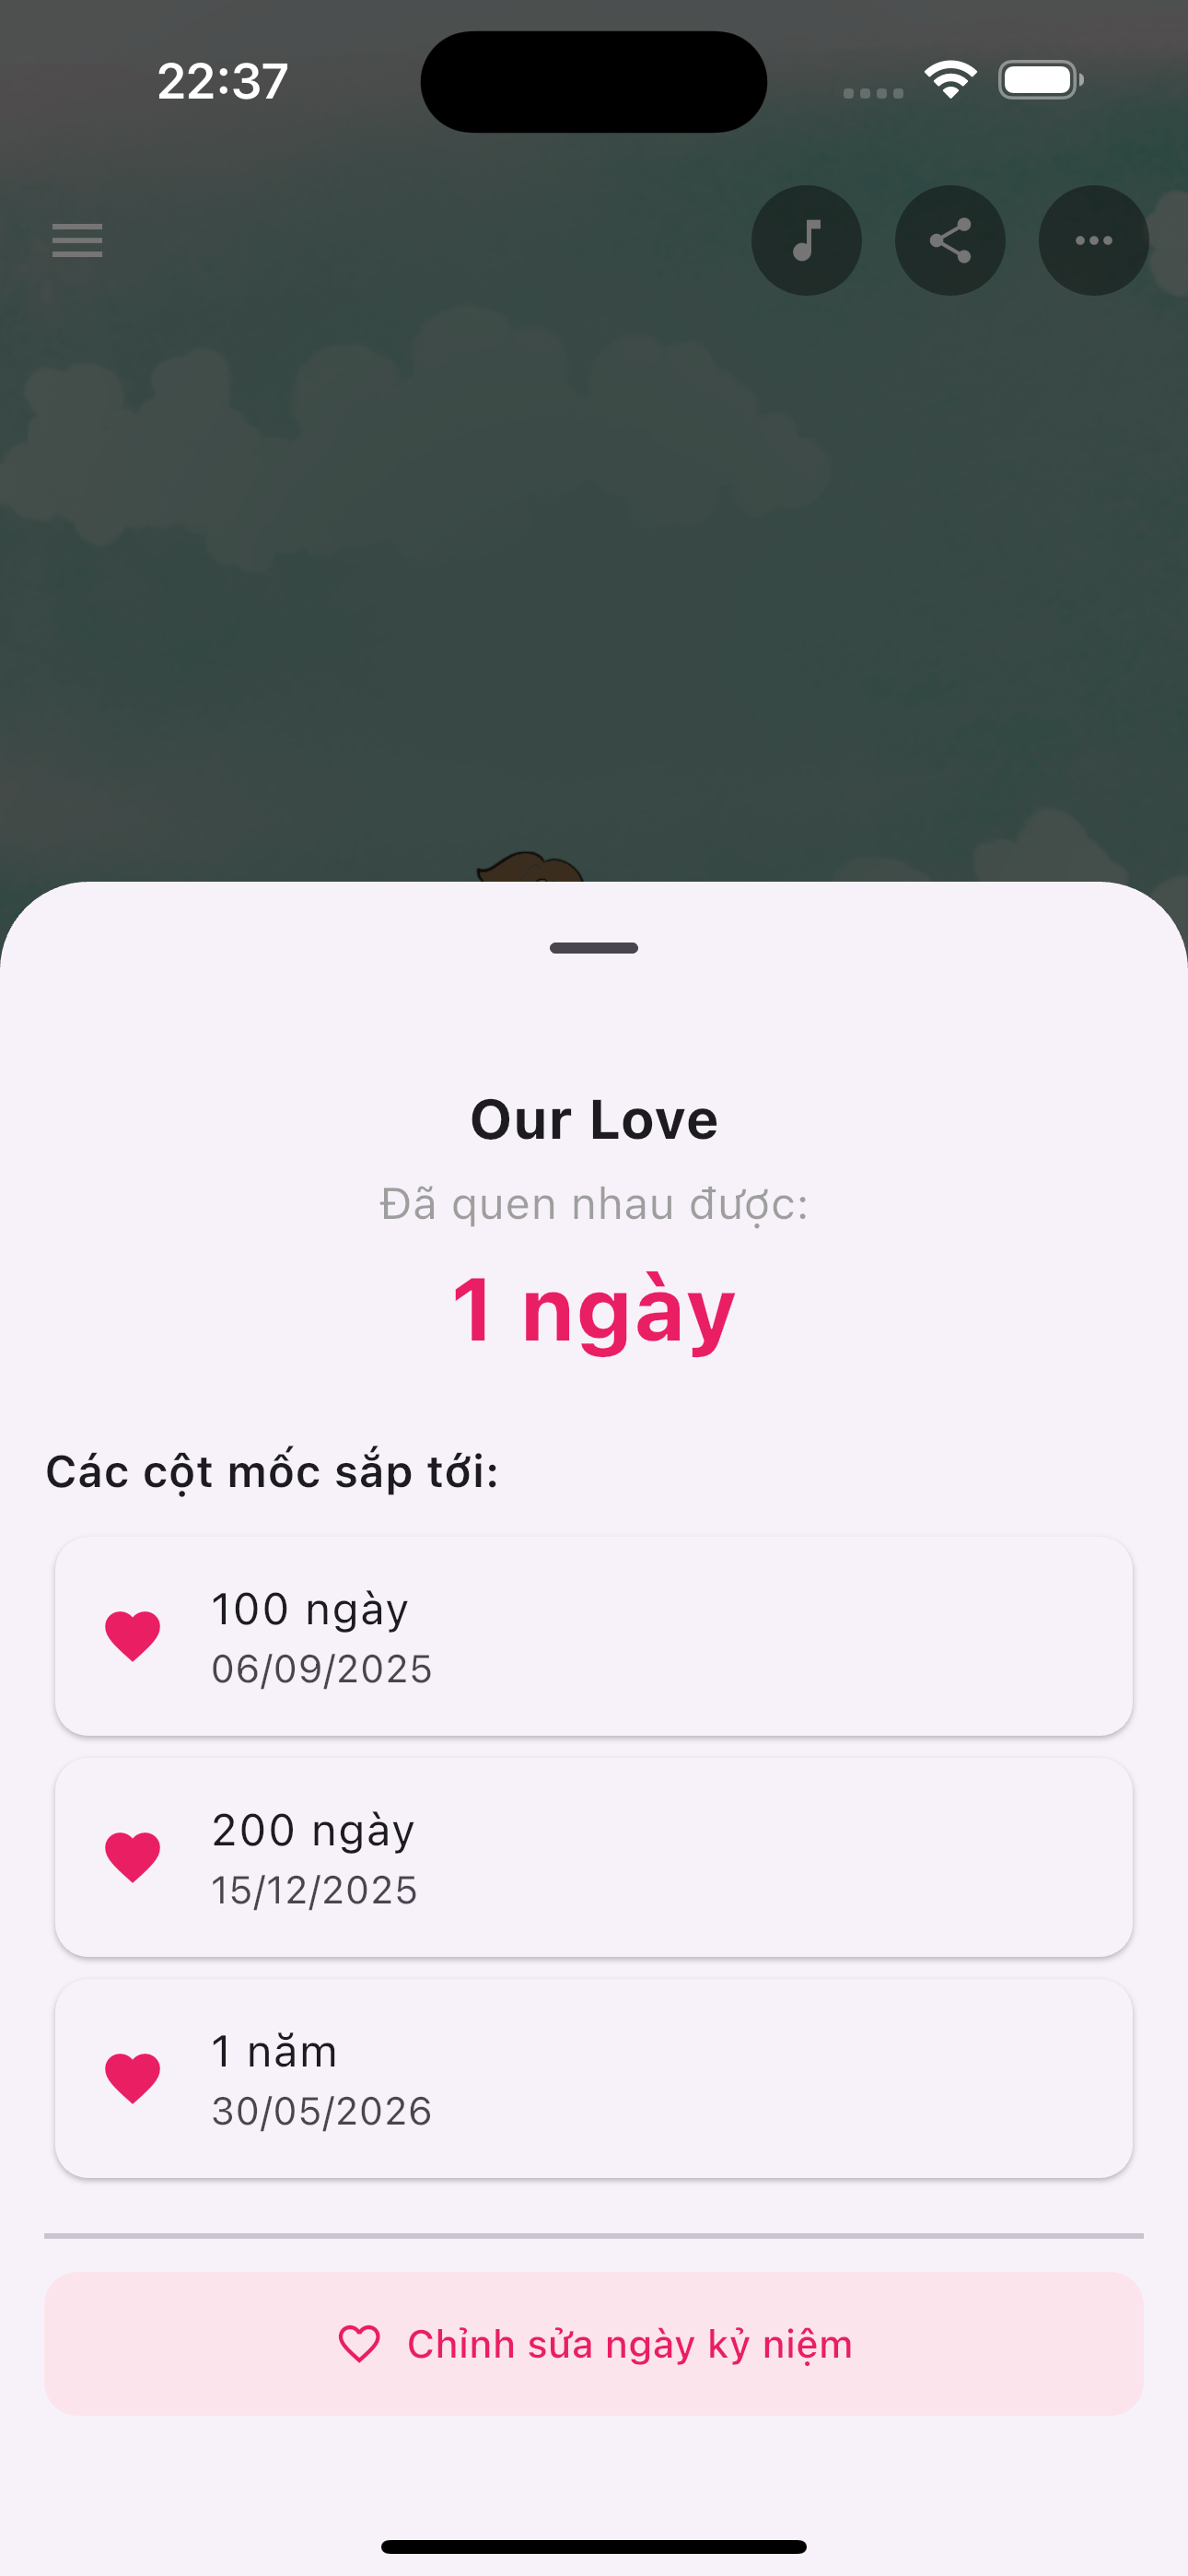 22:37
Our Love
Đã quen nhau được:
1 ngày
Các cột mốc sắp tới:
100 ngày
06/09/2025
200 ngày
15/12/2025
1 năm
30/05/2026
Chỉnh sửa ngày kỷ niệm